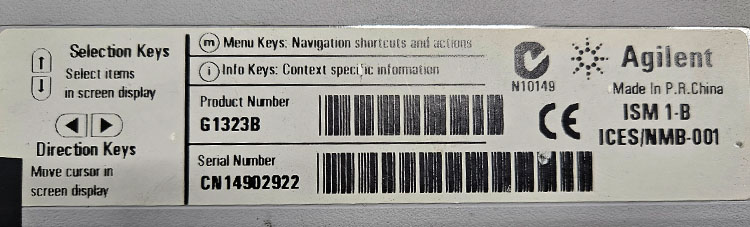 Selection Keys
Select items
in screen display
Direction Keys
Move cursor in
screen display
m Menu Keys: Navigation shortcuts and actions
i Info Keys: Context specific information
Product Number
G1323B
Serial Number
CN14902922
N10149
CE
Agilent
Made in P.R.China
ISM 1-B
ICES/NMB-001